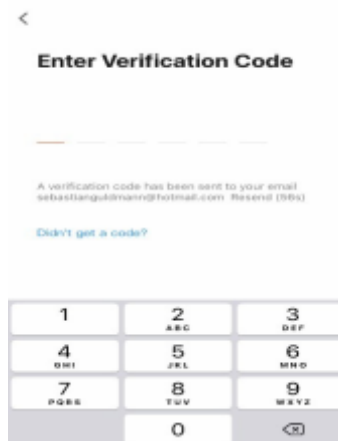 Enter Verification Code
A verification code has been sent to your email
sebastianguldmann@hotmail.com Resend (56s)
Didn't get a code?
1 2 3
ABC DEF
4 5 6
GHI JKL MNO
7 8 9
PQRS TUV WXYZ
0